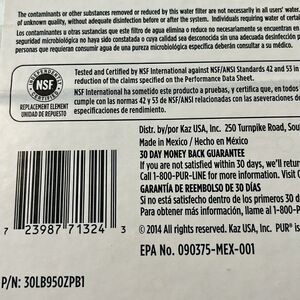 The contaminants or other substances removed or reduced by this water filter are not necessarily in all users' water.
of unknown quality, without adequate disinfection before or after the system. Individuals requiring water of certain
Los contaminantes u otras sustancias que este filtro de agua elimina o reduce no necesariamente se encuentran en
seguridad microbiológica no haya sido constatada o cuya calidad sea desconocida sin una adecuada desinfección p
que personas que requieran agua de pureza microbiológica específica deberán consultar a su médico.
INDEPENDENTLY
NSF
CERTIFIED
REPLACEMENT ELEMENT
UNIDAD DE REPUESTO
Tested and Certified by NSF International against NSF/ANSI Standards 42 and 53 in
reduction of the claims specified on the Performance Data Sheet.
NSF International ha sometido este producto a pruebas, y certifica que, en todos
cumple con las normas 42 y 53 de NSF/ANSI relacionadas con las aseveraciones de
específicaciones de desempeño.
Distr. by/por Kaz USA, Inc. 250 Turnpike Road, Sout
Made in Mexico / Hecho en México
30 DAY MONEY BACK GUARANTEE
If you are not satisfied within 30 days, we'll return
Call 1-800-PUR-LINE for more information. Visit O
GARANTÍA DE REEMBOLSO DE 30 DÍAS
Si no está satisfecho dentro de los primeros 30 d
Para obtener más información, llame al 1-800-PU
© 2014 All rights reserved. Kaz USA, Inc. PUR® is
EPA No. 090375-MEX-001
7 23987 71324 3
P/N: 30LB950ZPB1